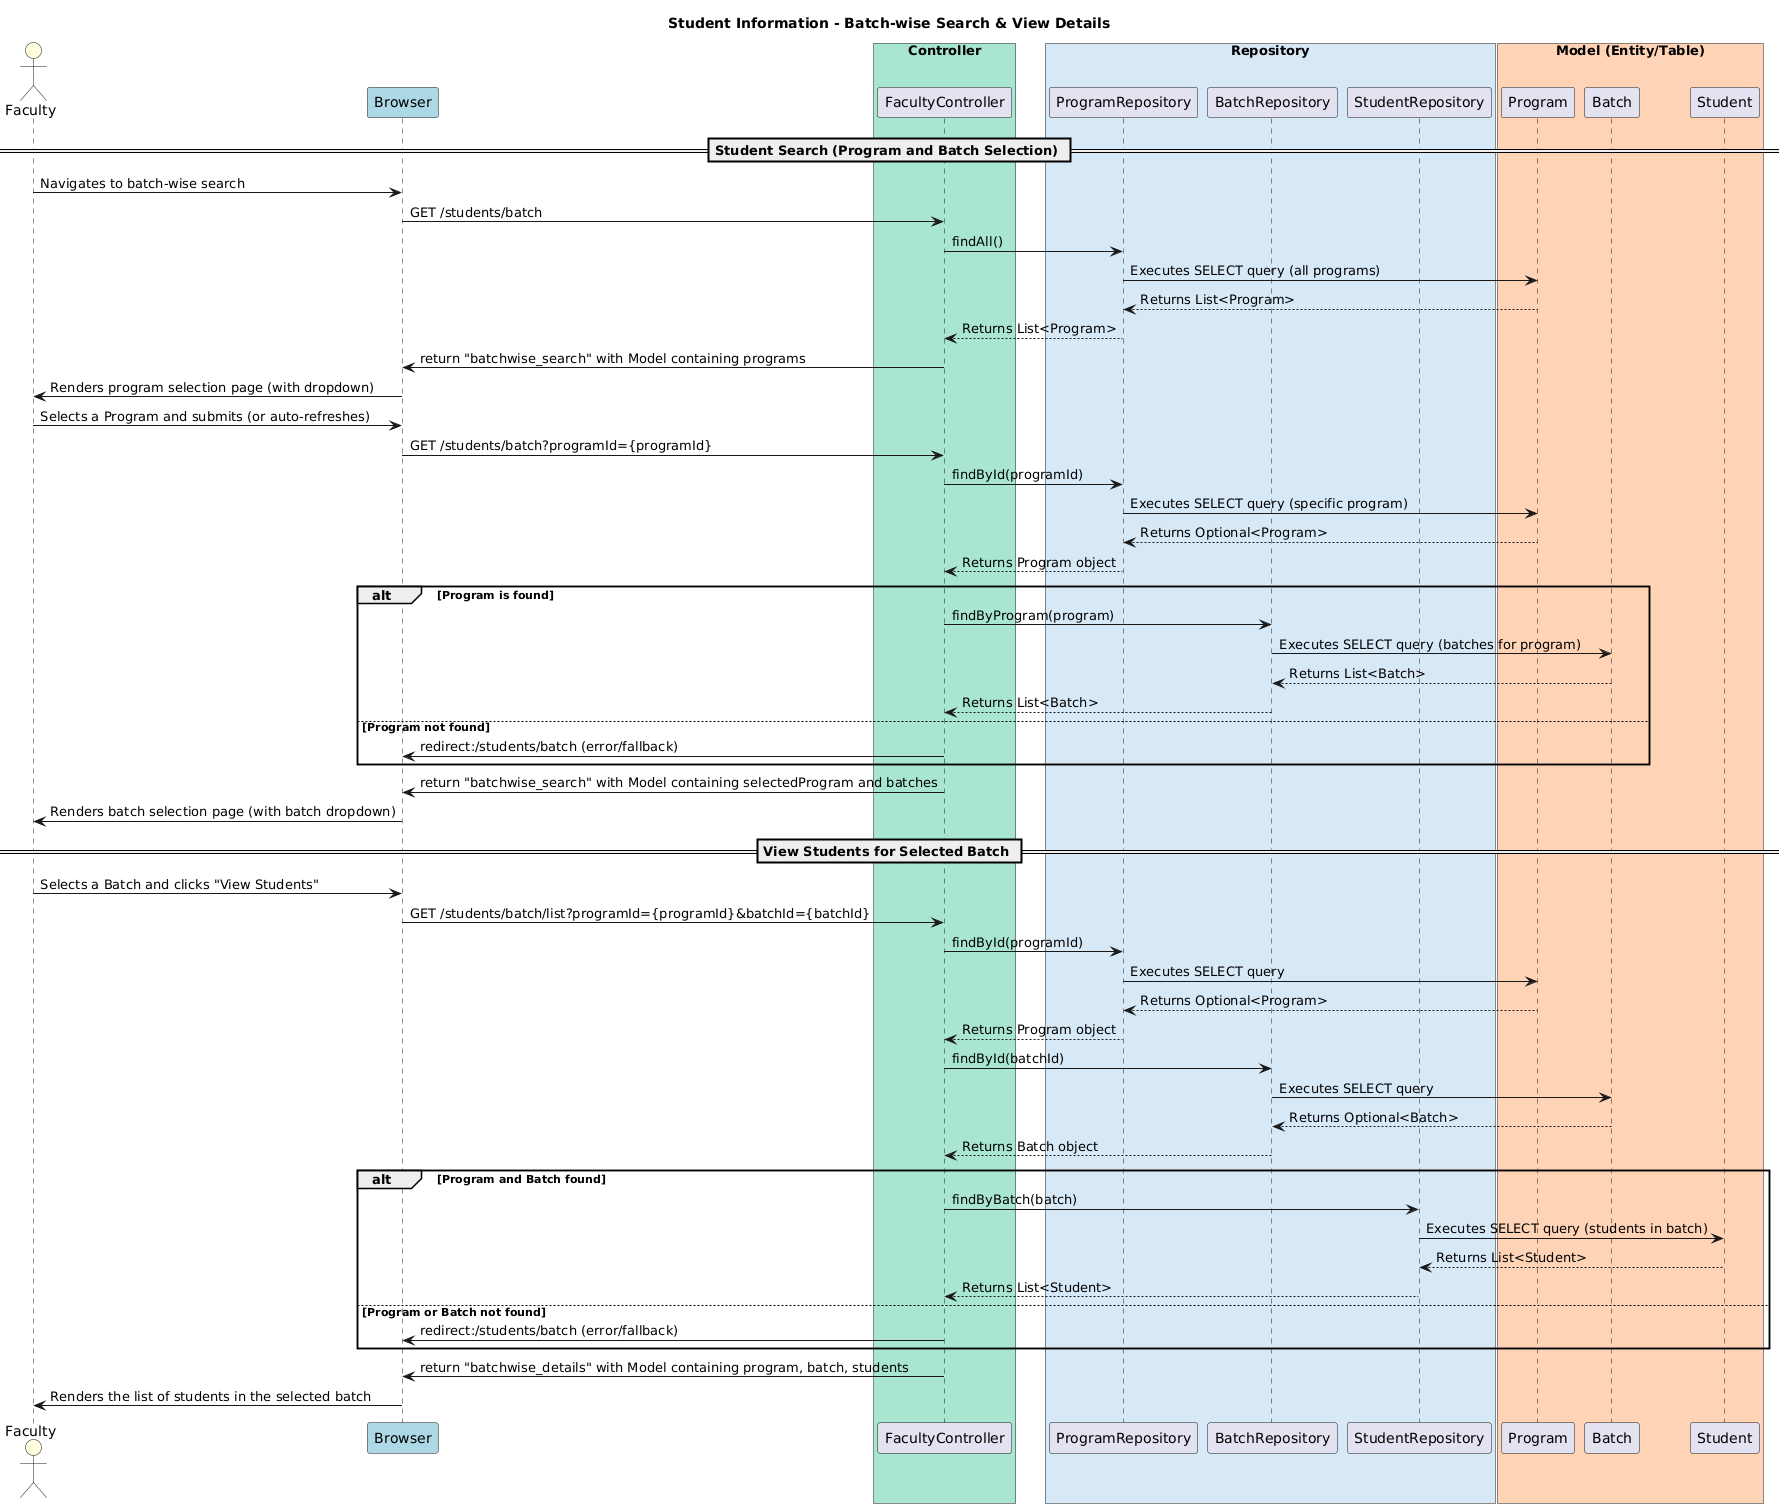 Student Information - Batch-wise Search & View Details
Controller
Repository
Model (Entity/Table)
Faculty
Browser
FacultyController
ProgramRepository
BatchRepository
StudentRepository
Program
Batch
Student
Student Search (Program and Batch Selection)
Navigates to batch-wise search
GET /students/batch
findAll()
Executes SELECT query (all programs)
Returns List<Program>
Returns List<Program>
return "batchwise_search" with Model containing programs
Renders program selection page (with dropdown)
Selects a Program and submits (or auto-refreshes)
GET /students/batch?programId={programId}
findById(programId)
Executes SELECT query (specific program)
Returns Optional<Program>
Returns Program object
alt
[Program is found]
findByProgram(program)
Executes SELECT query (batches for program)
Returns List<Batch>
Returns List<Batch>
[Program not found]
redirect:/students/batch (error/fallback)
return "batchwise_search" with Model containing selectedProgram and batches
Renders batch selection page (with batch dropdown)
View Students for Selected Batch
Selects a Batch and clicks "View Students"
GET /students/batch/list?programId={programId}&batchId={batchId}
findById(programId)
Executes SELECT query
Returns Optional<Program>
Returns Program object
findById(batchId)
Executes SELECT query
Returns Optional<Batch>
Returns Batch object
alt
[Program and Batch found]
findByBatch(batch)
Executes SELECT query (students in batch)
Returns List<Student>
Returns List<Student>
[Program or Batch not found]
redirect:/students/batch (error/fallback)
return "batchwise_details" with Model containing program, batch, students
Renders the list of students in the selected batch
Faculty
Browser
FacultyController
ProgramRepository
BatchRepository
StudentRepository
Program
Batch
Student